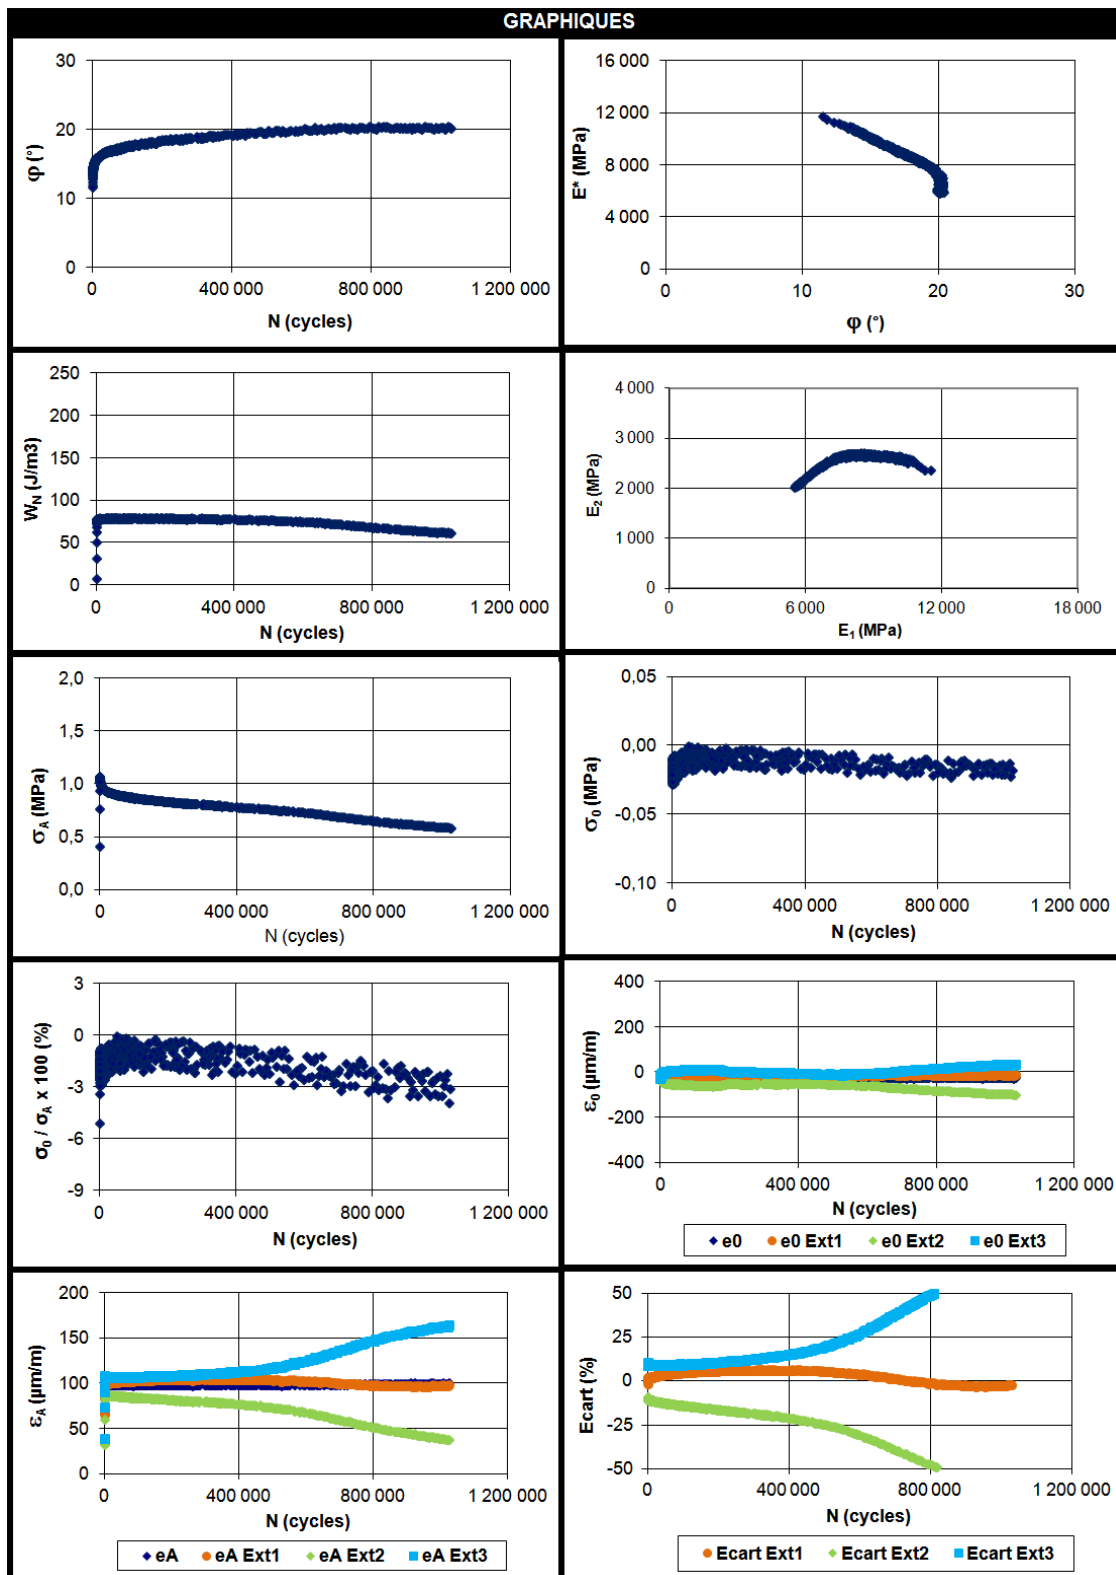 GRAPHIQUES
30
20
10
0
φ (°)
0
400 000
800 000
1 200 000
N (cycles)
16 000
12 000
8 000
4 000
0
E* (MPa)
0
10
20
30
φ (°)
250
200
150
100
50
0
W_N (J/m3)
0
400 000
800 000
1 200 000
N (cycles)
4 000
3 000
2 000
1 000
0
E₂ (MPa)
0
6 000
12 000
18 000
E₁ (MPa)
2,0
1,5
1,0
0,5
0,0
σ_A (MPa)
0
400 000
800 000
1 200 000
N (cycles)
0,05
0,00
-0,05
-0,10
σ₀ (MPa)
0
400 000
800 000
1 200 000
N (cycles)
3
0
-3
-6
-9
σ₀ / σ_A x 100 (%)
0
400 000
800 000
1 200 000
N (cycles)
400
200
0
-200
-400
ε₀ (µm/m)
0
400 000
800 000
1 200 000
N (cycles)
e0 e0 Ext1 e0 Ext2 e0 Ext3
200
150
100
50
0
ε_A (µm/m)
0
400 000
800 000
1 200 000
N (cycles)
eA eA Ext1 eA Ext2 eA Ext3
50
25
0
-25
-50
Ecart (%)
0
400 000
800 000
1 200 000
N (cycles)
Ecart Ext1 Ecart Ext2 Ecart Ext3